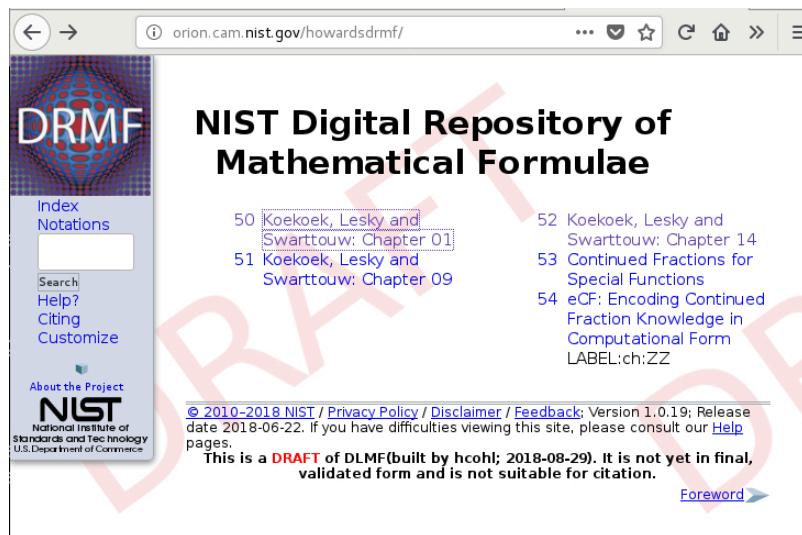 orion.cam.nist.gov/howardsdrmf/
DRMF
Index
Notations
Search
Help?
Citing
Customize
About the Project
NIST
National Institute of
Standards and Technology
U.S. Department of Commerce
NIST Digital Repository of
Mathematical Formulae
50 Koekoek, Lesky and
Swarttouw: Chapter 01
51 Koekoek, Lesky and
Swarttouw: Chapter 09
52 Koekoek, Lesky and
Swarttouw: Chapter 14
53 Continued Fractions for
Special Functions
54 eCF: Encoding Continued
Fraction Knowledge in
Computational Form
LABEL:ch:ZZ
© 2010–2018 NIST / Privacy Policy / Disclaimer / Feedback; Version 1.0.19; Release
date 2018-06-22. If you have difficulties viewing this site, please consult our Help
pages.
This is a DRAFT of DLMF(built by hcohl; 2018-08-29). It is not yet in final,
validated form and is not suitable for citation.
Foreword
DRAFT
DR